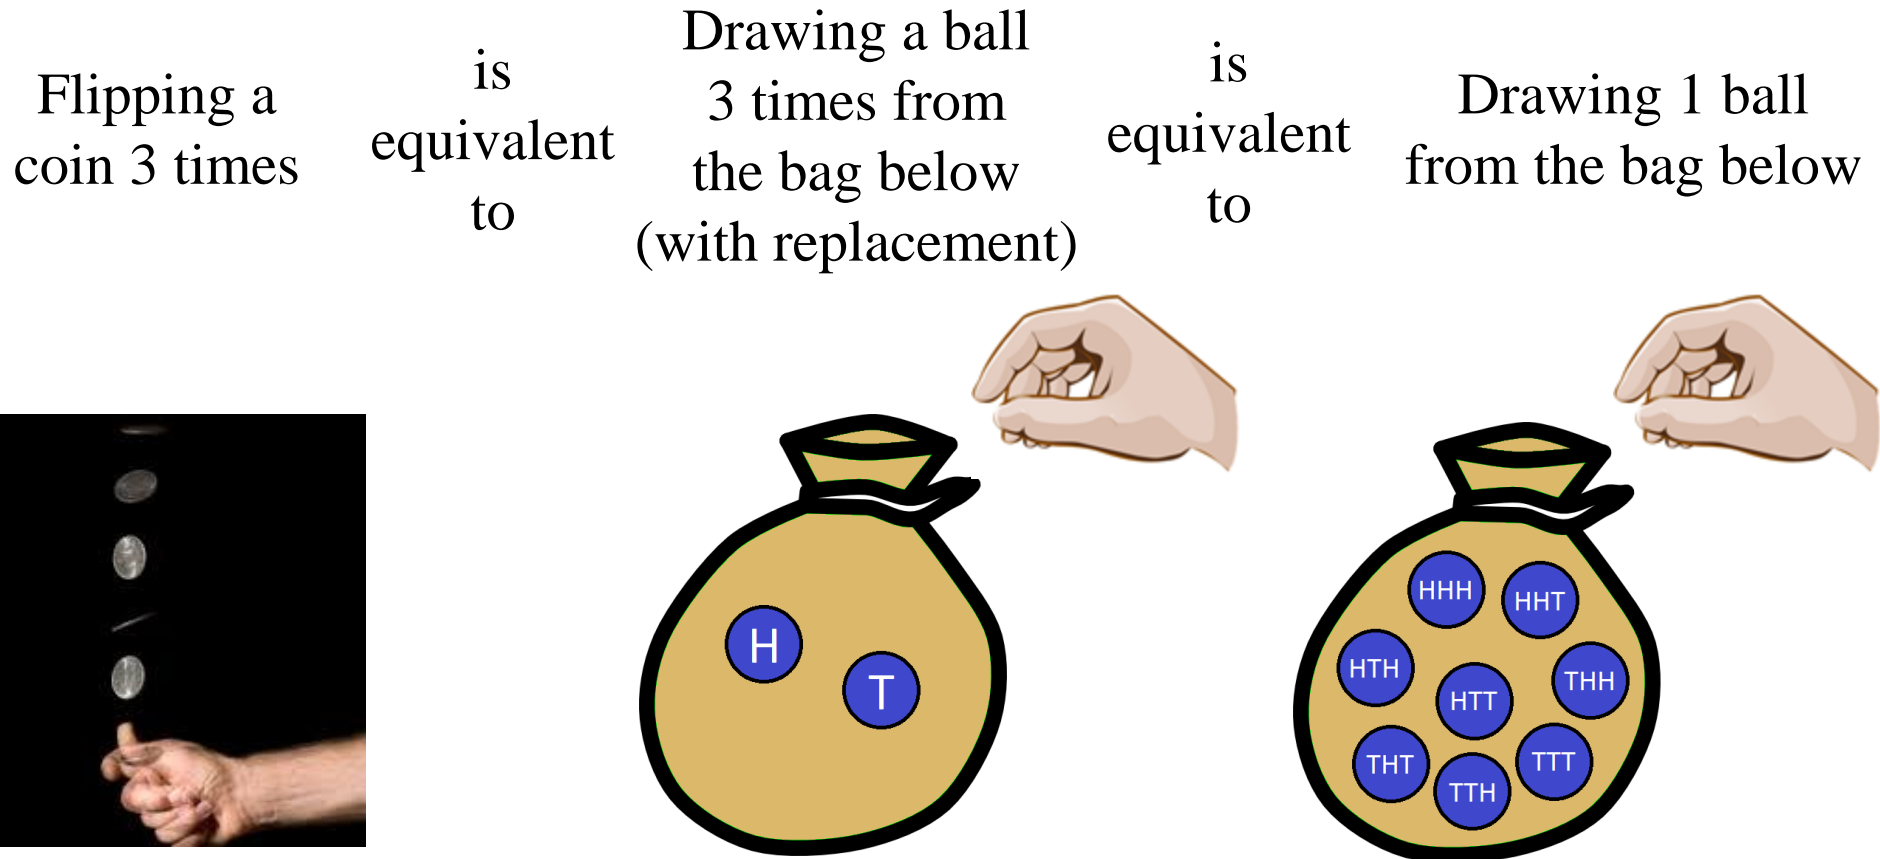 Flipping a
coin 3 times
is
equivalent
to
Drawing a ball
3 times from
the bag below
(with replacement)
is
equivalent
to
Drawing 1 ball
from the bag below
H
T
HHH
HHT
HTH
HTT
THH
THT
TTH
TTT